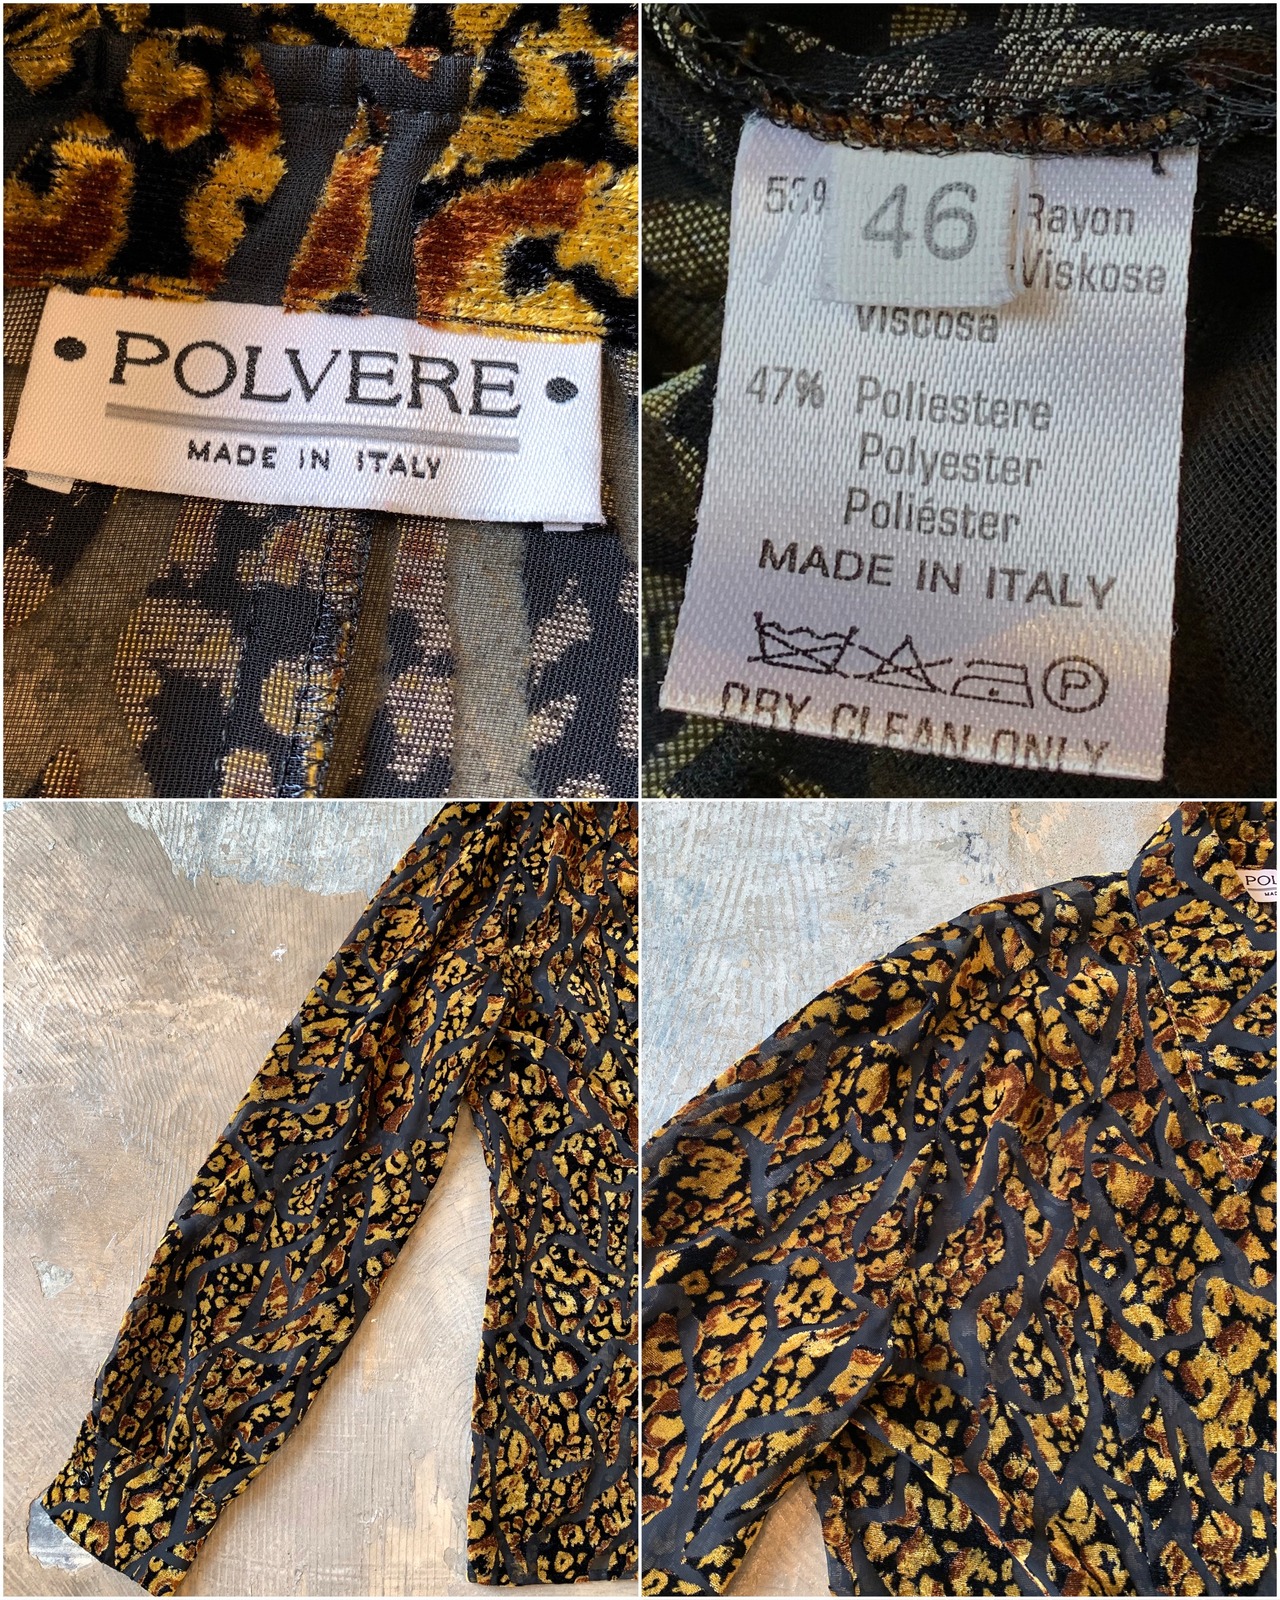 • POLVERE •
MADE IN ITALY
46
Rayon
Viskose
viscosa
47% Poliestere
Polyester
Poliéster
MADE IN ITALY
P
DRY CLEAN ONLY
POL